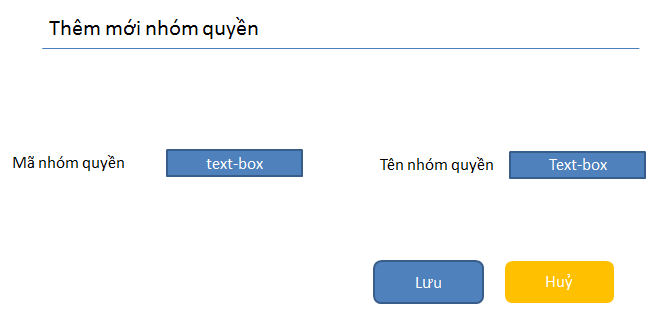 Thêm mới nhóm quyền
Mã nhóm quyền text-box Tên nhóm quyền Text-box
Lưu Huỷ